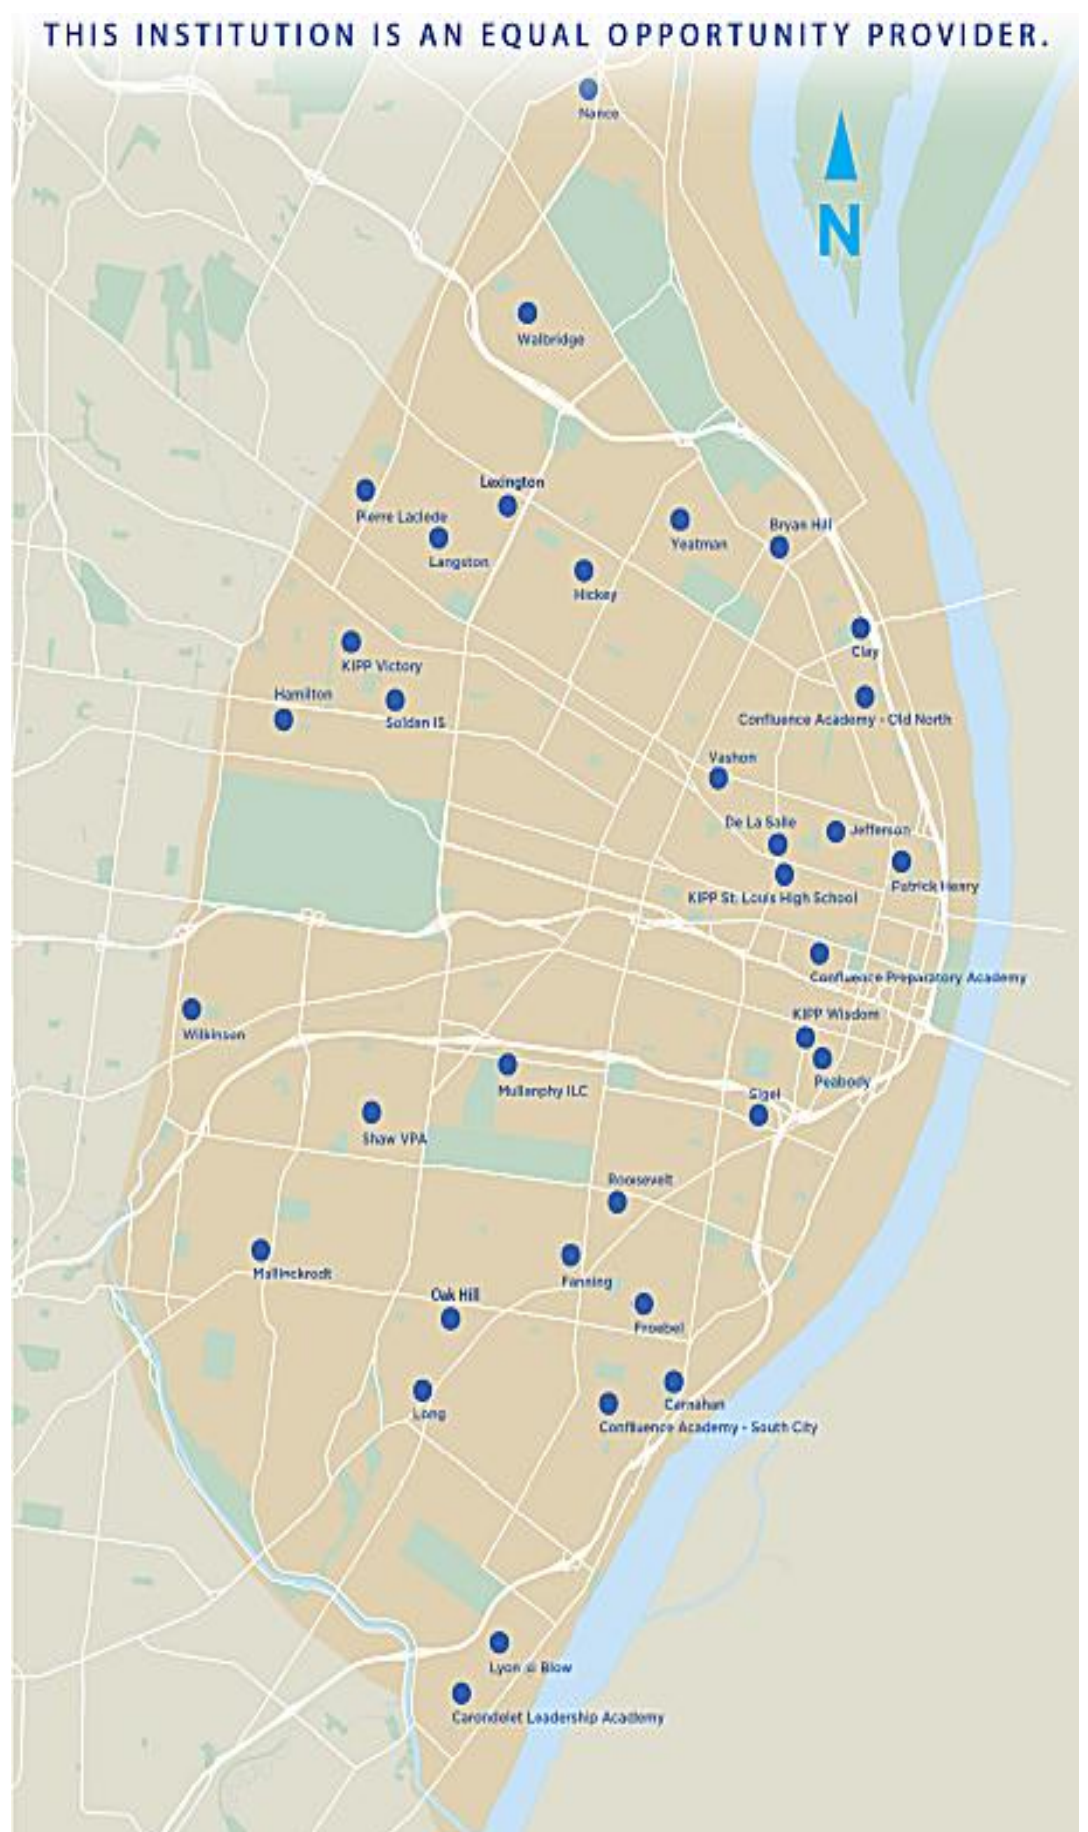 THIS INSTITUTION IS AN EQUAL OPPORTUNITY PROVIDER.
Nance
N
Walbridge
Lexington
Pierre Laclede
Bryan Hill
Yeatman
Langston
Hickey
Clay
KIPP Victory
Hamilton
Soldan IS
Confluence Academy - Old North
Vashon
De La Salle
Jefferson
Patrick Henry
KIPP St. Louis High School
Confluence Preparatory Academy
KIPP Wisdom
Wilkinson
Peabody
Mullanphy ILC
Sigel
Shaw VPA
Roosevelt
Mallinckrodt
Fanning
Oak Hill
Froebel
Carnahan
Long
Confluence Academy - South City
Lyon @ Blow
Carondelet Leadership Academy